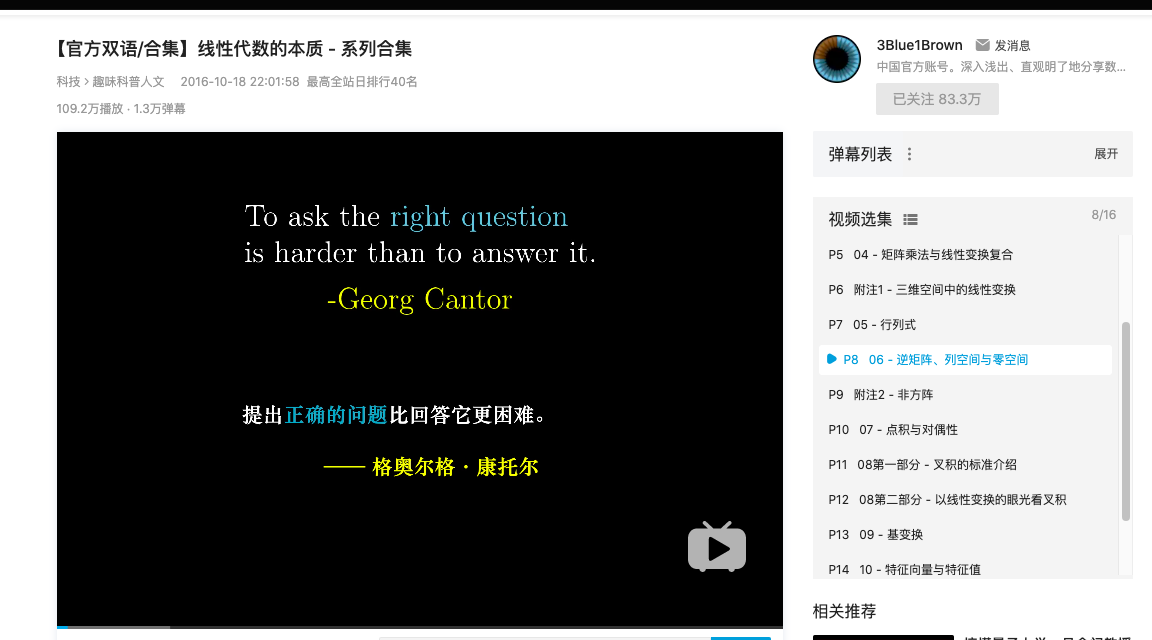 【官方双语/合集】线性代数的本质 - 系列合集
科技 > 趣味科普人文 2016-10-18 22:01:58 最高全站日排行40名
109.2万播放 · 1.3万弹幕
To ask the right question
is harder than to answer it.
-Georg Cantor
提出正确的问题比回答它更困难。
—— 格奥尔格 · 康托尔
3Blue1Brown 发消息
中国官方账号。深入浅出、直观明了地分享数...
已关注 83.3万
弹幕列表 展开
视频选集 8/16
P5 04 - 矩阵乘法与线性变换复合
P6 附注1 - 三维空间中的线性变换
P7 05 - 行列式
P8 06 - 逆矩阵、列空间与零空间
P9 附注2 - 非方阵
P10 07 - 点积与对偶性
P11 08第一部分 - 叉积的标准介绍
P12 08第二部分 - 以线性变换的眼光看叉积
P13 09 - 基变换
P14 10 - 特征向量与特征值
相关推荐